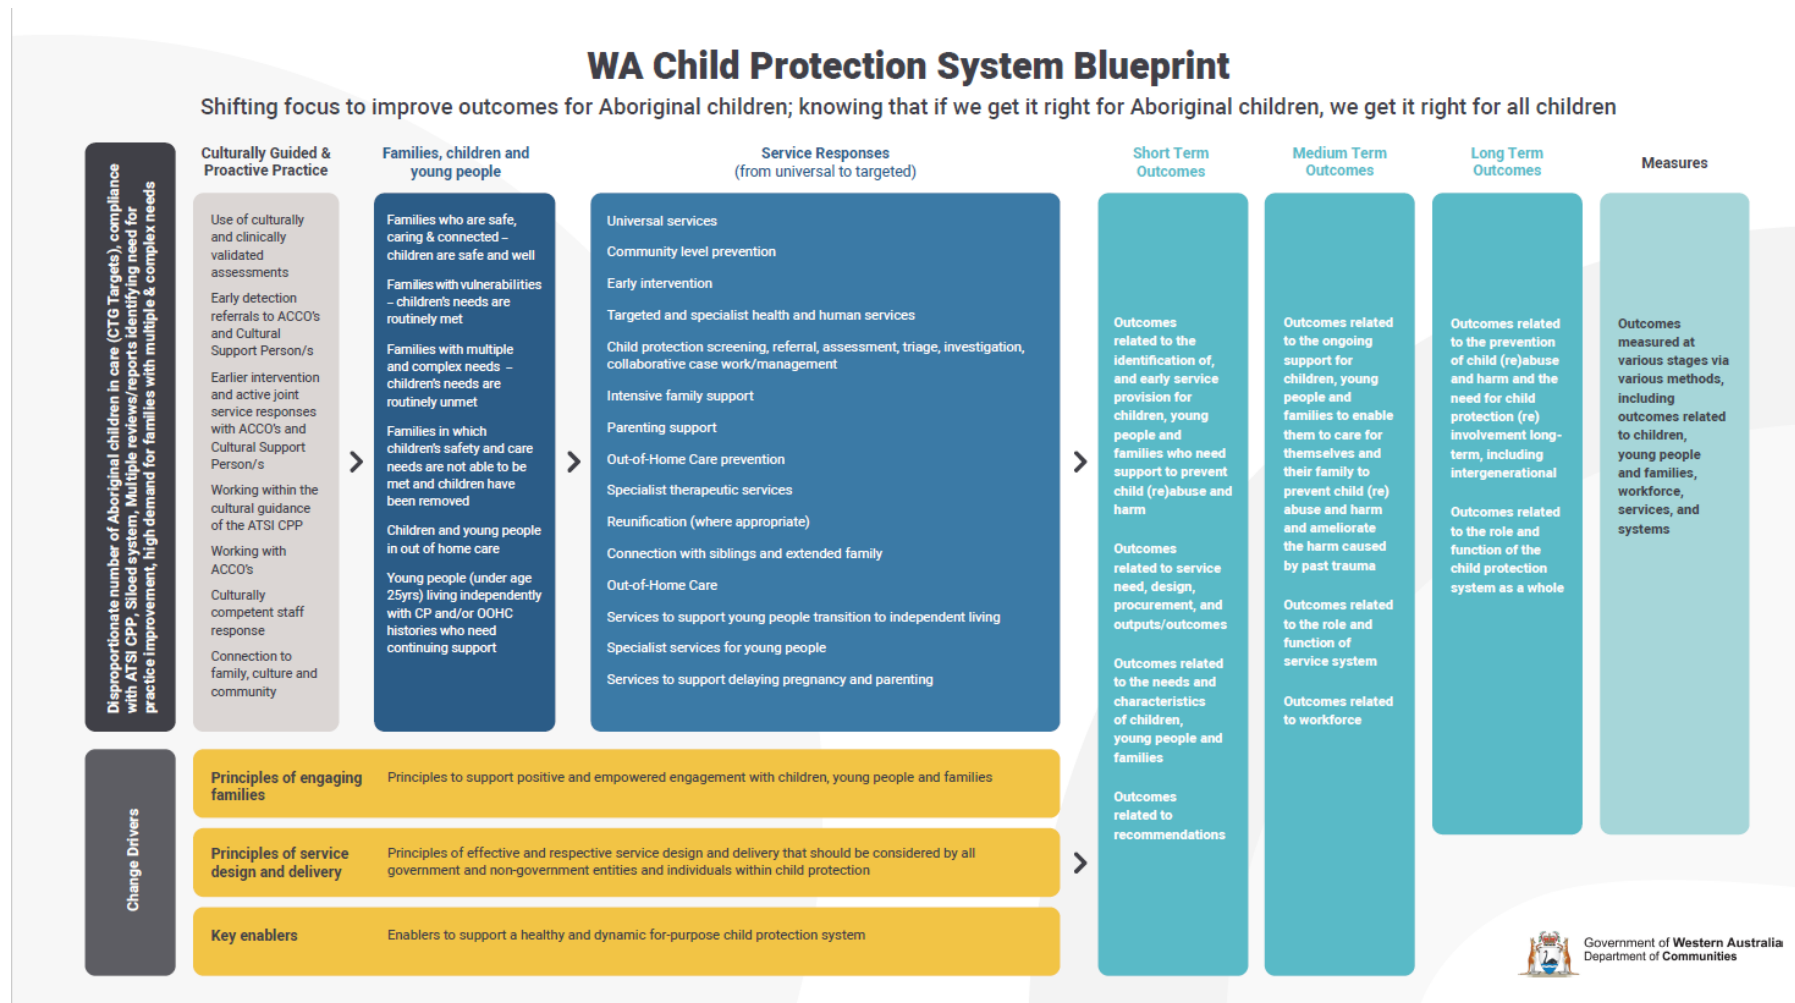 WA Child Protection System Blueprint
Shifting focus to improve outcomes for Aboriginal children; knowing that if we get it right for Aboriginal children, we get it right for all children
Disproportionate number of Aboriginal children in care (CTG Targets), compliance
with ATSI CPP, Siloed system, Multiple reviews/reports identifying need for
practice improvement, high demand for families with multiple & complex needs
Culturally Guided &
Proactive Practice
Use of culturally
and clinically
validated
assessments
Early detection
referrals to ACCO's
and Cultural
Support Person/s
Earlier intervention
and active joint
service responses
with ACCO's and
Cultural Support
Person/s
Working within the
cultural guidance
of the ATSI CPP
Working with
ACCO's
Culturally
competent staff
response
Connection to
family, culture and
community
Families, children and
young people
Families who are safe,
caring & connected –
children are safe and well
Families with vulnerabilities
– children's needs are
routinely met
Families with multiple
and complex needs –
children's needs are
routinely unmet
Families in which
children's safety and care
needs are not able to be
met and children have
been removed
Children and young people
in out of home care
Young people (under age
25yrs) living independently
with CP and/or OOHC
histories who need
continuing support
Service Responses
(from universal to targeted)
Universal services
Community level prevention
Early intervention
Targeted and specialist health and human services
Child protection screening, referral, assessment, triage, investigation,
collaborative case work/management
Intensive family support
Parenting support
Out-of-Home Care prevention
Specialist therapeutic services
Reunification (where appropriate)
Connection with siblings and extended family
Out-of-Home Care
Services to support young people transition to independent living
Specialist services for young people
Services to support delaying pregnancy and parenting
Short Term
Outcomes
Outcomes
related to the
identification of,
and early service
provision for
children, young
people and
families who need
support to prevent
child (re)abuse and
harm
Outcomes
related to service
need, design,
procurement, and
outputs/outcomes
Outcomes related
to the needs and
characteristics
of children,
young people and
families
Outcomes
related to
recommendations
Medium Term
Outcomes
Outcomes related
to the ongoing
support for
children, young
people and
families to enable
them to care for
themselves and
their family to
prevent child (re)
abuse and harm
and ameliorate
the harm caused
by past trauma
Outcomes related
to the role and
function of
service system
Outcomes related
to workforce
Long Term
Outcomes
Outcomes related
to the prevention
of child (re)abuse
and harm and the
need for child
protection (re)
involvement long-
term, including
intergenerational
Outcomes related
to the role and
function of the
child protection
system as a whole
Measures
Outcomes
measured at
various stages via
various methods,
including
outcomes related
to children,
young people
and families,
workforce,
services, and
systems
Change Drivers
Principles of engaging
families
Principles to support positive and empowered engagement with children, young people and families
Principles of service
design and delivery
Principles of effective and respective service design and delivery that should be considered by all
government and non-government entities and individuals within child protection
Key enablers
Enablers to support a healthy and dynamic for-purpose child protection system
Government of Western Australia
Department of Communities